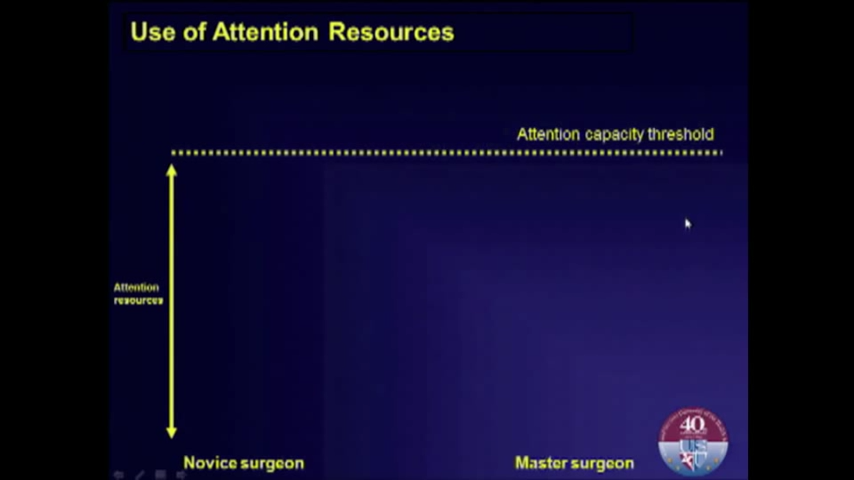 Use of Attention Resources
Attention capacity threshold
Attention
resources
40
Novice surgeon
Master surgeon